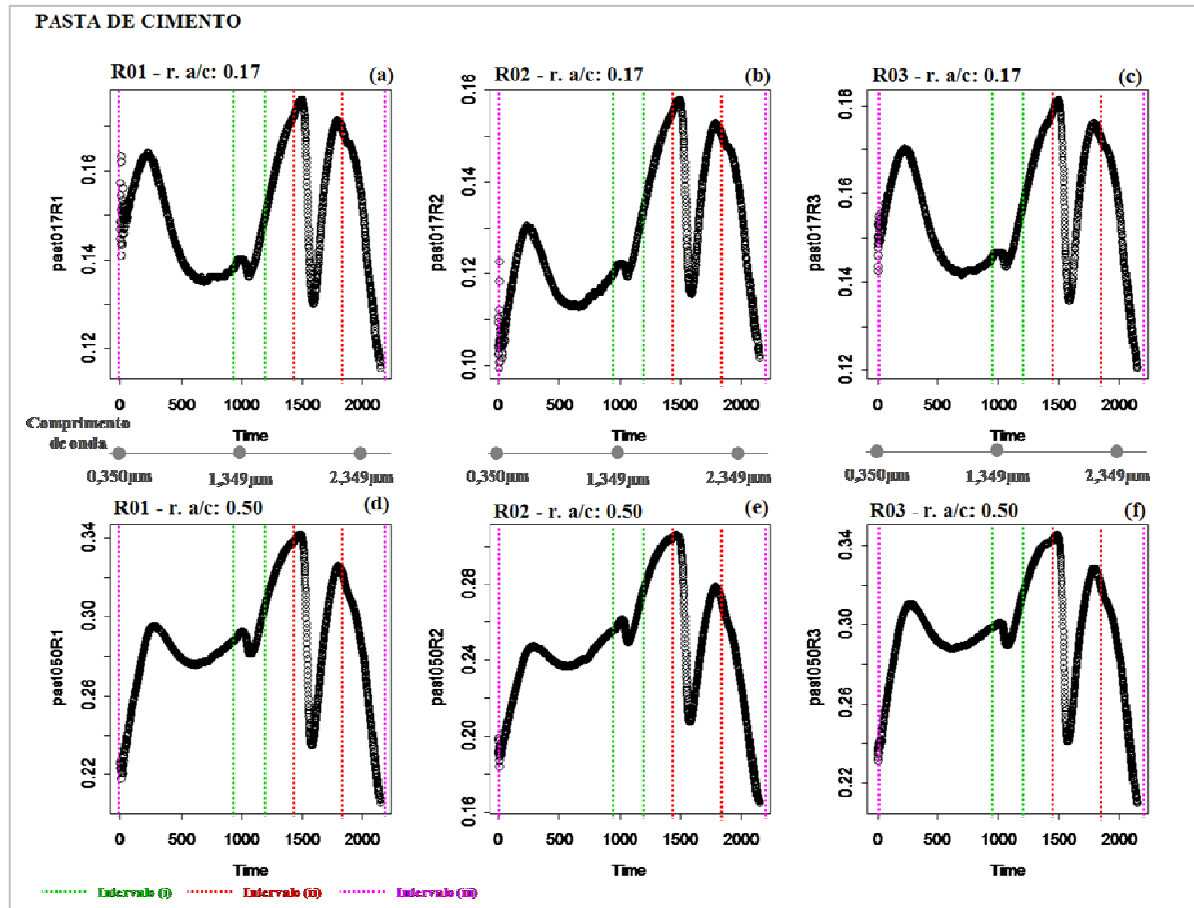 PASTA DE CIMENTO
R01 - r. a/c: 0.17 (a)
R02 - r. a/c: 0.17 (b)
R03 - r. a/c: 0.17 (c)
past017R1
0.12 0.14 0.16
0 500 1000 1500 2000
Time
past017R2
0.10 0.12 0.14 0.16
0 500 1000 1500 2000
Time
past017R3
0.12 0.14 0.16 0.18
0 500 1000 1500 2000
Time
Comprimento
de onda
0,350µm 1,349µm 2,349µm
0,350µm 1,349µm 2,349µm
0,350µm 1,349µm 2,349µm
R01 - r. a/c: 0.50 (d)
R02 - r. a/c: 0.50 (e)
R03 - r. a/c: 0.50 (f)
past050R1
0.22 0.26 0.30 0.34
0 500 1000 1500 2000
Time
past050R2
0.16 0.20 0.24 0.28
0 500 1000 1500 2000
Time
past050R3
0.22 0.26 0.30 0.34
0 500 1000 1500 2000
Time
Intervalo (i) Intervalo (ii) Intervalo (iii)